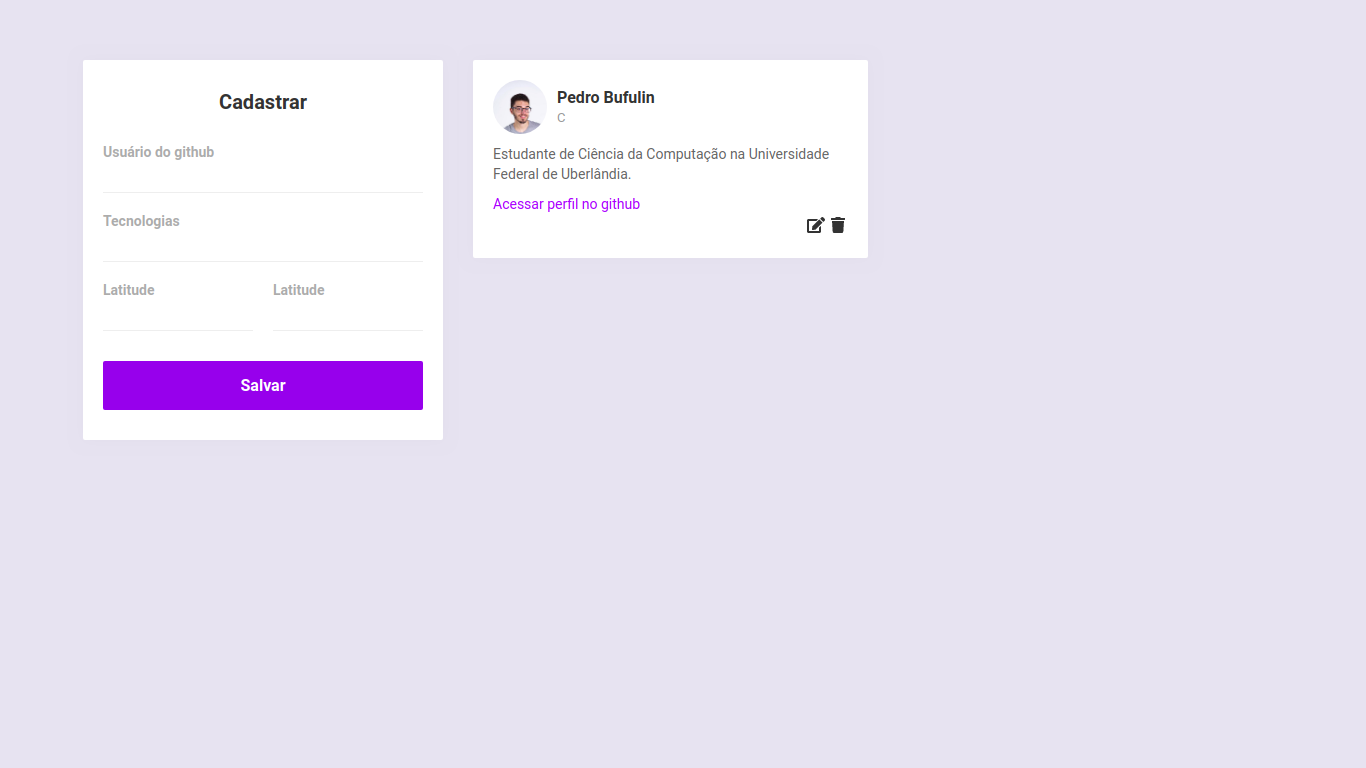 Cadastrar
Usuário do github
Tecnologias
Latitude Latitude
Salvar
Pedro Bufulin
C
Estudante de Ciência da Computação na Universidade
Federal de Uberlândia.
Acessar perfil no github